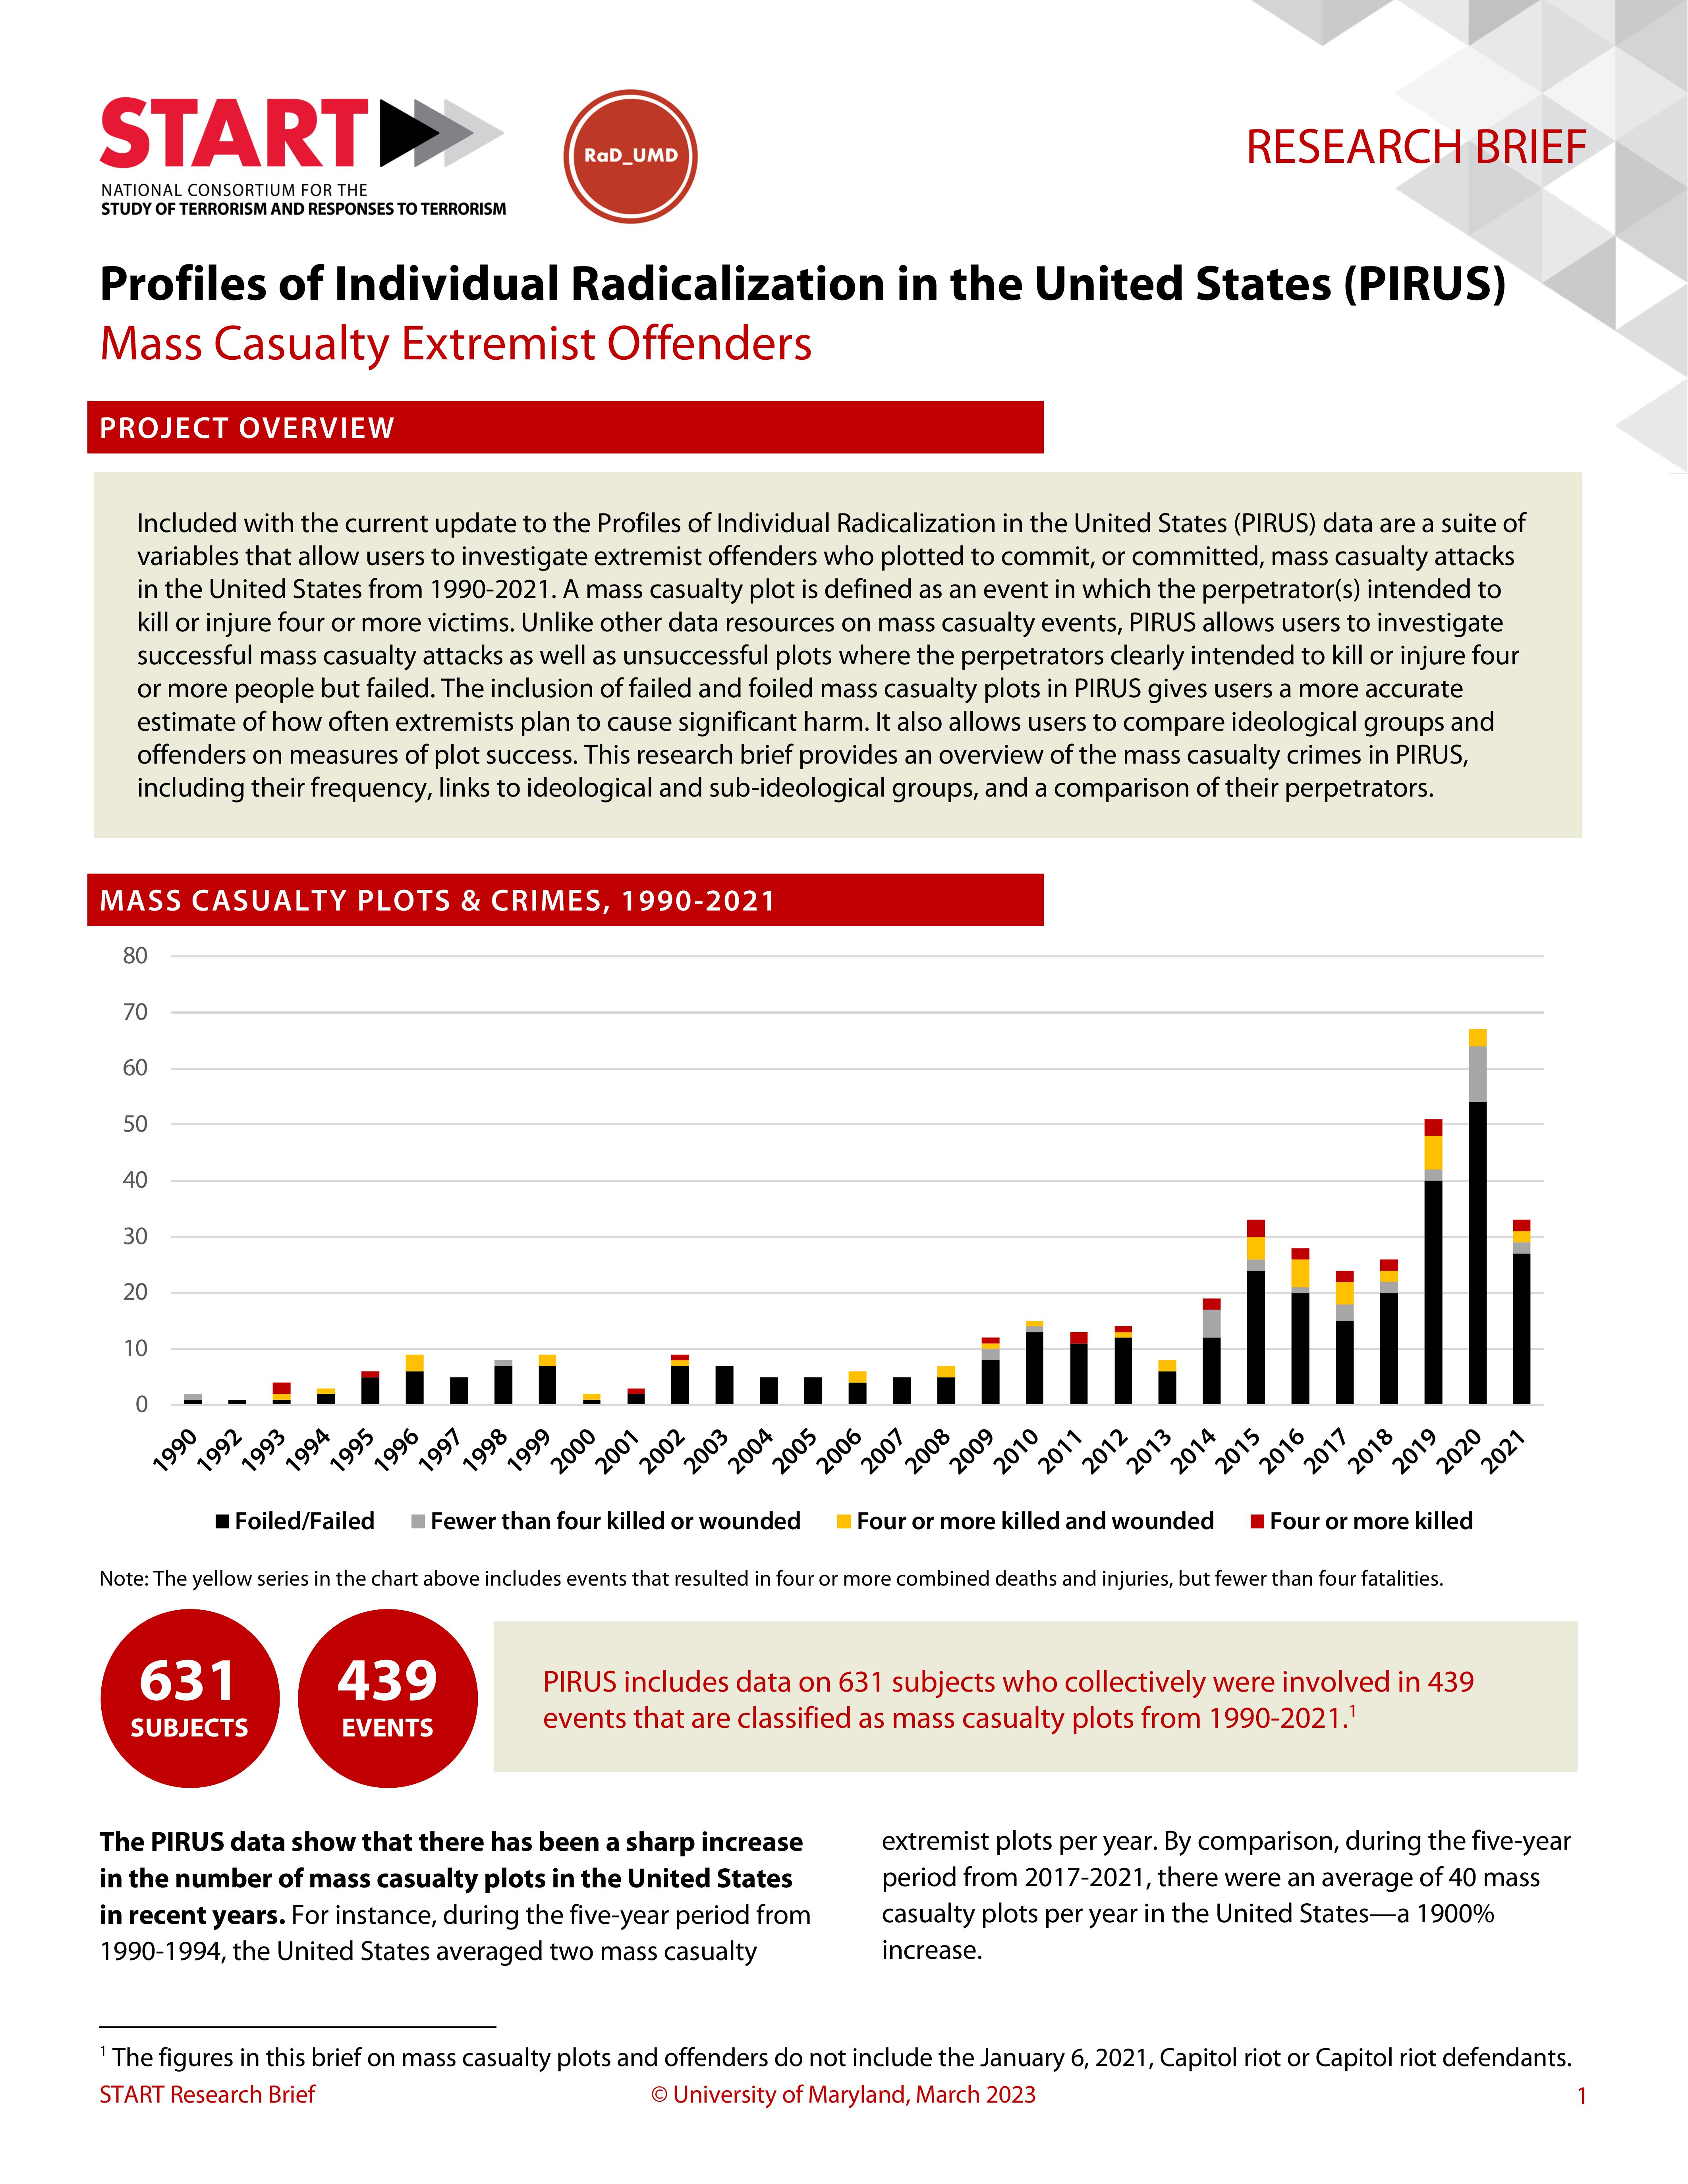 START
NATIONAL CONSORTIUM FOR THE
STUDY OF TERRORISM AND RESPONSES TO TERRORISM
RaD_UMD
RESEARCH BRIEF
Profiles of Individual Radicalization in the United States (PIRUS)
Mass Casualty Extremist Offenders
PROJECT OVERVIEW
Included with the current update to the Profiles of Individual Radicalization in the United States (PIRUS) data are a suite of
variables that allow users to investigate extremist offenders who plotted to commit, or committed, mass casualty attacks
in the United States from 1990-2021. A mass casualty plot is defined as an event in which the perpetrator(s) intended to
kill or injure four or more victims. Unlike other data resources on mass casualty events, PIRUS allows users to investigate
successful mass casualty attacks as well as unsuccessful plots where the perpetrators clearly intended to kill or injure four
or more people but failed. The inclusion of failed and foiled mass casualty plots in PIRUS gives users a more accurate
estimate of how often extremists plan to cause significant harm. It also allows users to compare ideological groups and
offenders on measures of plot success. This research brief provides an overview of the mass casualty crimes in PIRUS,
including their frequency, links to ideological and sub-ideological groups, and a comparison of their perpetrators.
MASS CASUALTY PLOTS & CRIMES, 1990-2021
80
70
60
50
40
30
20
10
0
1990 1992 1993 1994 1995 1996 1997 1998 1999 2000 2001 2002 2003 2004 2005 2006 2007 2008 2009 2010 2011 2012 2013 2014 2015 2016 2017 2018 2019 2020 2021
Foiled/Failed Fewer than four killed or wounded Four or more killed and wounded Four or more killed
Note: The yellow series in the chart above includes events that resulted in four or more combined deaths and injuries, but fewer than four fatalities.
631
SUBJECTS
439
EVENTS
PIRUS includes data on 631 subjects who collectively were involved in 439
events that are classified as mass casualty plots from 1990-2021.1
The PIRUS data show that there has been a sharp increase
in the number of mass casualty plots in the United States
in recent years. For instance, during the five-year period from
1990-1994, the United States averaged two mass casualty
extremist plots per year. By comparison, during the five-year
period from 2017-2021, there were an average of 40 mass
casualty plots per year in the United States—a 1900%
increase.
1 The figures in this brief on mass casualty plots and offenders do not include the January 6, 2021, Capitol riot or Capitol riot defendants.
START Research Brief © University of Maryland, March 2023 1